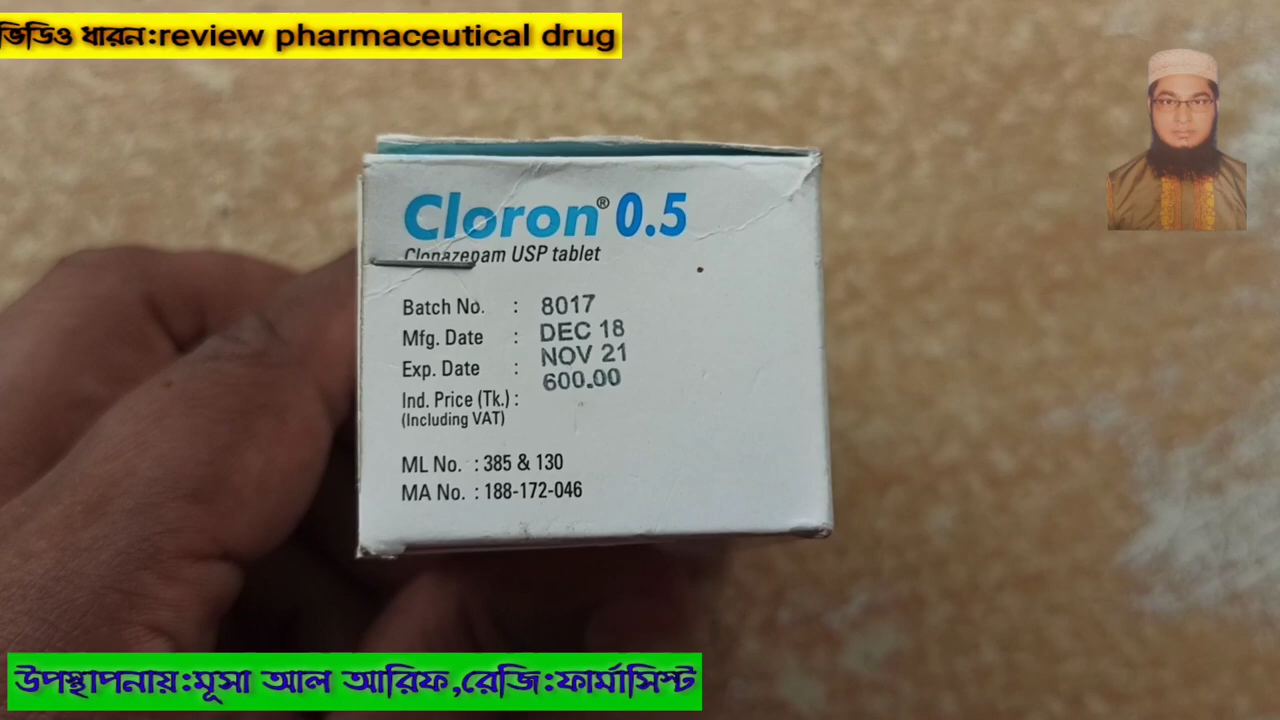 ভিডিও ধারন:review pharmaceutical drug
Cloron® 0.5
Clonazepam USP tablet
Batch No. : 8017
Mfg. Date : DEC 18
Exp. Date : NOV 21
Ind. Price (Tk.) : 600.00
(Including VAT)
ML No. : 385 & 130
MA No. : 188-172-046
উপস্থাপনায়:মূসা আল আরিফ,রেজি:ফার্মাসিস্ট